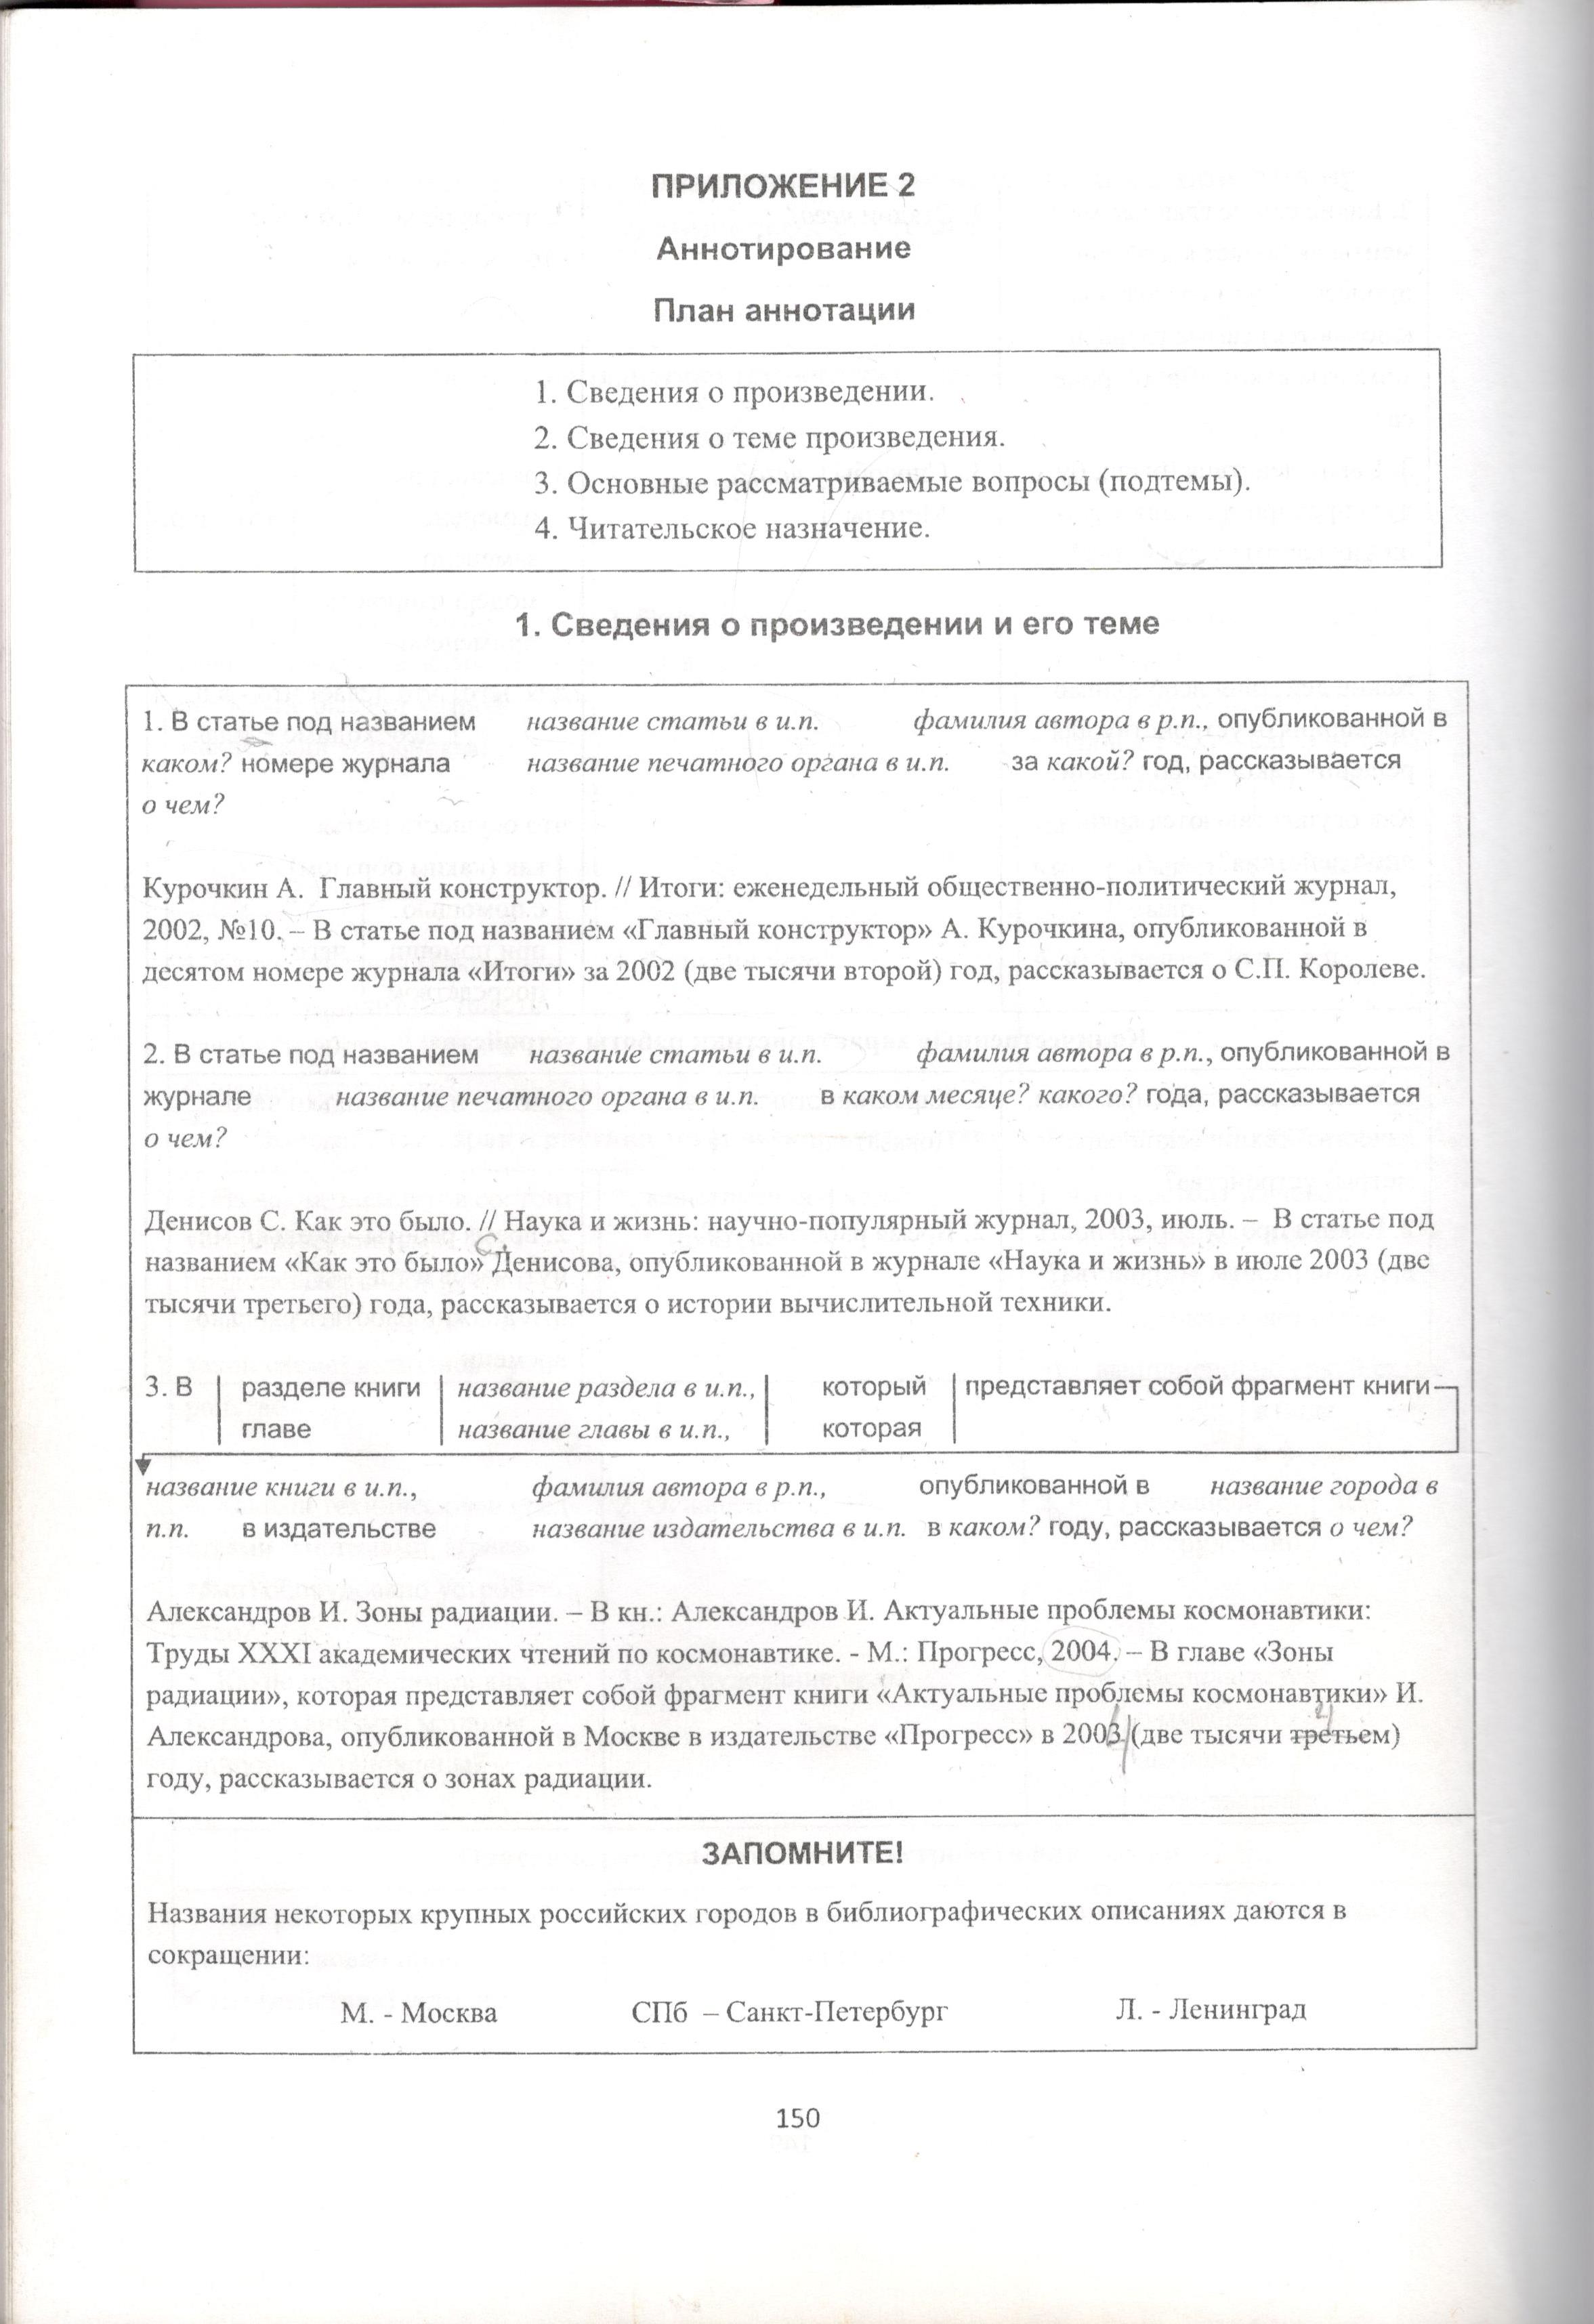 ПРИЛОЖЕНИЕ 2
Аннотирование
План аннотации
1. Сведения о произведении.
2. Сведения о теме произведения.
3. Основные рассматриваемые вопросы (подтемы).
4. Читательское назначение.
1. Сведения о произведении и его теме
1. В статье под названием название статьи в и.п. фамилия автора в р.п., опубликованной в
каком? номере журнала название печатного органа в и.п. за какой? год, рассказывается
о чем?
Курочкин А. Главный конструктор. // Итоги: еженедельный общественно-политический журнал,
2002, №10. – В статье под названием «Главный конструктор» А. Курочкина, опубликованной в
десятом номере журнала «Итоги» за 2002 (две тысячи второй) год, рассказывается о С.П. Королеве.
2. В статье под названием название статьи в и.п. фамилия автора в р.п., опубликованной в
журнале название печатного органа в и.п. в каком месяце? какого? года, рассказывается
о чем?
Денисов С. Как это было. // Наука и жизнь: научно-популярный журнал, 2003, июль. – В статье под
названием «Как это было» С. Денисова, опубликованной в журнале «Наука и жизнь» в июле 2003 (две
тысячи третьего) года, рассказывается о истории вычислительной техники.
3. В разделе книги название раздела в и.п., который представляет собой фрагмент книги
главе название главы в и.п., которая
название книги в и.п., фамилия автора в р.п., опубликованной в название города в
п.п. в издательстве название издательства в и.п. в каком? году, рассказывается о чем?
Александров И. Зоны радиации. – В кн.: Александров И. Актуальные проблемы космонавтики:
Труды XXXI академических чтений по космонавтике. - М.: Прогресс, 2004. – В главе «Зоны
радиации», которая представляет собой фрагмент книги «Актуальные проблемы космонавтики» И.
Александрова, опубликованной в Москве в издательстве «Прогресс» в 2003 (две тысячи третьем)
году, рассказывается о зонах радиации.
ЗАПОМНИТЕ!
Названия некоторых крупных российских городов в библиографических описаниях даются в
сокращении:
М. - Москва СПб – Санкт-Петербург Л. - Ленинград
150